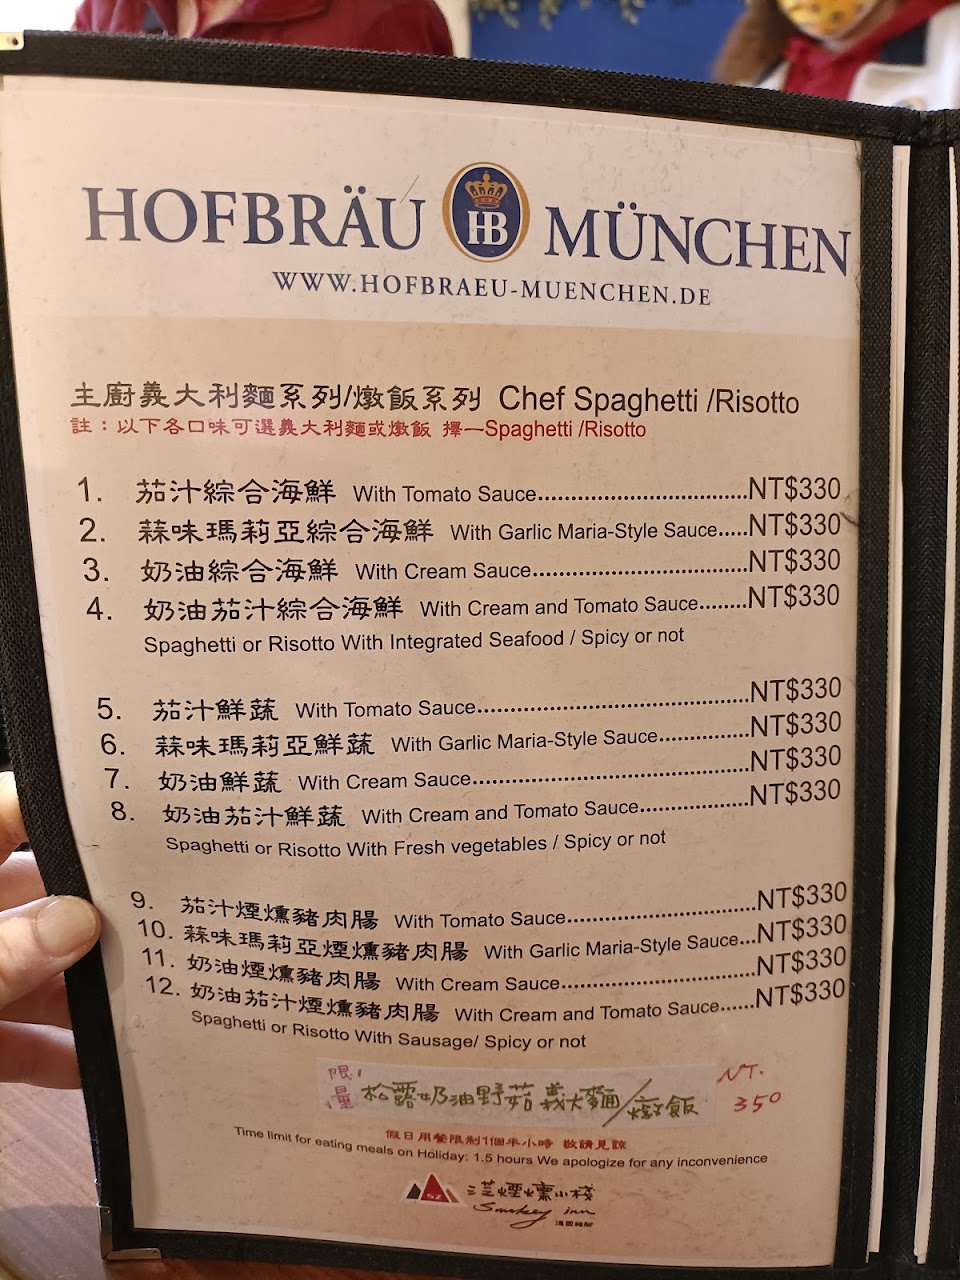 HOFBRÄU HB MÜNCHEN
WWW.HOFBRAEU-MUENCHEN.DE
主廚義大利麵系列/燉飯系列 Chef Spaghetti /Risotto
註：以下各口味可選義大利麵或燉飯 擇一Spaghetti /Risotto
1. 茄汁綜合海鮮 With Tomato Sauce................................NT$330
2. 蒜味瑪莉亞綜合海鮮 With Garlic Maria-Style Sauce.....NT$330
3. 奶油綜合海鮮 With Cream Sauce.................................NT$330
4. 奶油茄汁綜合海鮮 With Cream and Tomato Sauce........NT$330
Spaghetti or Risotto With Integrated Seafood / Spicy or not
5. 茄汁鮮蔬 With Tomato Sauce.........................................NT$330
6. 蒜味瑪莉亞鮮蔬 With Garlic Maria-Style Sauce..............NT$330
7. 奶油鮮蔬 With Cream Sauce..........................................NT$330
8. 奶油茄汁鮮蔬 With Cream and Tomato Sauce.................NT$330
Spaghetti or Risotto With Fresh vegetables / Spicy or not
9. 茄汁煙燻豬肉腸 With Tomato Sauce.............................NT$330
10. 蒜味瑪莉亞煙燻豬肉腸 With Garlic Maria-Style Sauce...NT$330
11. 奶油煙燻豬肉腸 With Cream Sauce..............................NT$330
12. 奶油茄汁煙燻豬肉腸 With Cream and Tomato Sauce......NT$330
Spaghetti or Risotto With Sausage/ Spicy or not
限量 松露奶油野菇義大麵/燉飯 NT. 350
假日用餐限制1個半小時 敬請見諒
Time limit for eating meals on Holiday: 1.5 hours We apologize for any inconvenience
煙燻小棧
Smokey inn